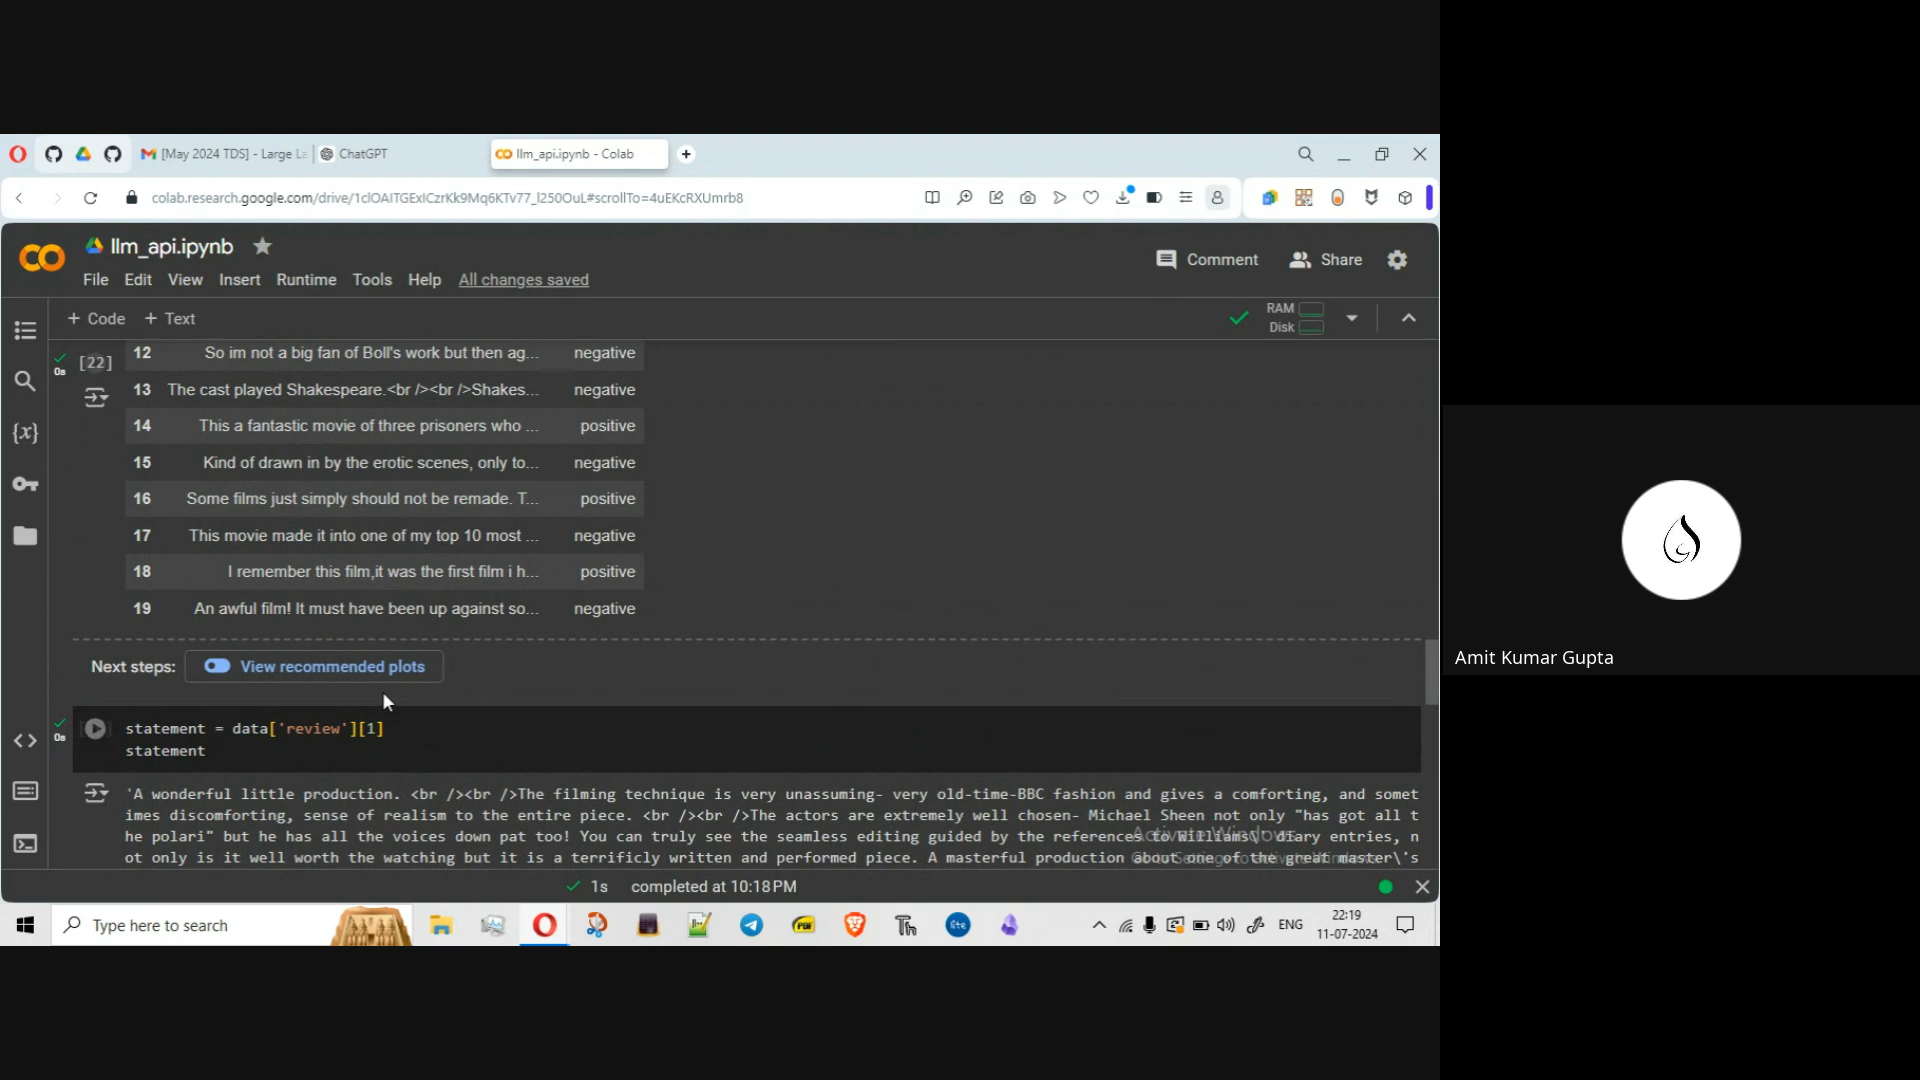 [May 2024 TDS] - Large La
ChatGPT
llm_api.ipynb - Colab
colab.research.google.com/drive/1clOAITGExICzrKk9Mq6KTv77_l250OuL#scrollTo=4uEKcRXUmrb8
llm_api.ipynb
Comment
Share
File Edit View Insert Runtime Tools Help All changes saved
+ Code + Text
RAM
Disk
[22]
0s
12 So im not a big fan of Boll's work but then ag... negative
13 The cast played Shakespeare.<br /><br />Shakes... negative
14 This a fantastic movie of three prisoners who ... positive
15 Kind of drawn in by the erotic scenes, only to... negative
16 Some films just simply should not be remade. T... positive
17 This movie made it into one of my top 10 most ... negative
18 I remember this film,it was the first film i h... positive
19 An awful film! It must have been up against so... negative
Next steps: View recommended plots
0s
statement = data['review'][1]
statement
'A wonderful little production. <br /><br />The filming technique is very unassuming- very old-time-BBC fashion and gives a comforting, and somet
imes discomforting, sense of realism to the entire piece. <br /><br />The actors are extremely well chosen- Michael Sheen not only "has got all t
he polari" but he has all the voices down pat too! You can truly see the seamless editing guided by the references to Williams\' diary entries, n
ot only is it well worth the watching but it is a terrificly written and performed piece. A masterful production about one of the great master\'s
Activate Windows
Go to Settings to activate Windows.
1s completed at 10:18 PM
Type here to search
ENG
22:19
11-07-2024
Amit Kumar Gupta